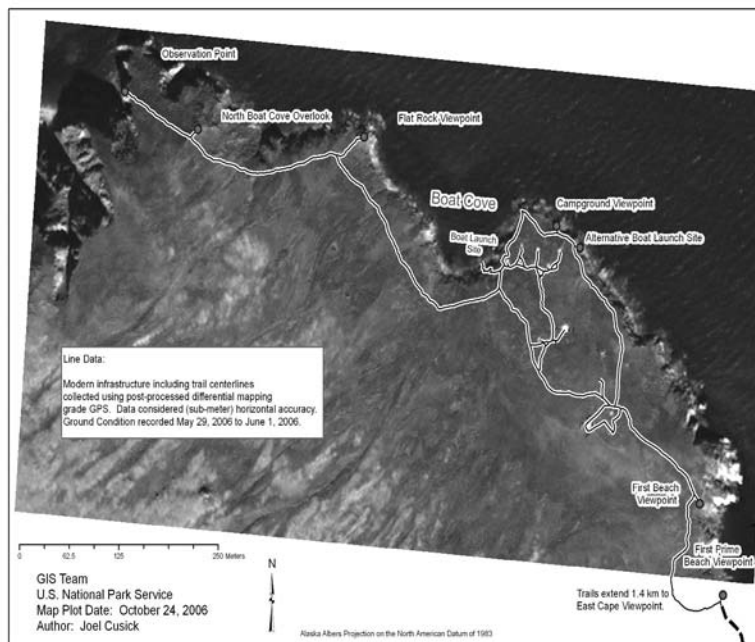 Observation Point
North Boat Cove Overlook
Flat Rock Viewpoint
Boat Cove
Campground Viewpoint
Boat Launch
Site
Alternative Boat Launch Site
Line Data:
Modern infrastructure including trail centerlines
collected using post-processed differential mapping
grade GPS. Data considered (sub-meter) horizontal accuracy.
Ground Condition recorded May 29, 2006 to June 1, 2006.
First Beach
Viewpoint
First Prime
Beach Viewpoint
0 62.5 125 250 Meters
N
GIS Team
U.S. National Park Service
Map Plot Date: October 24, 2006
Author: Joel Cusick
Trails extend 1.4 km to
East Cape Viewpoint.
Alaska Albers Projection on the North American Datum of 1983